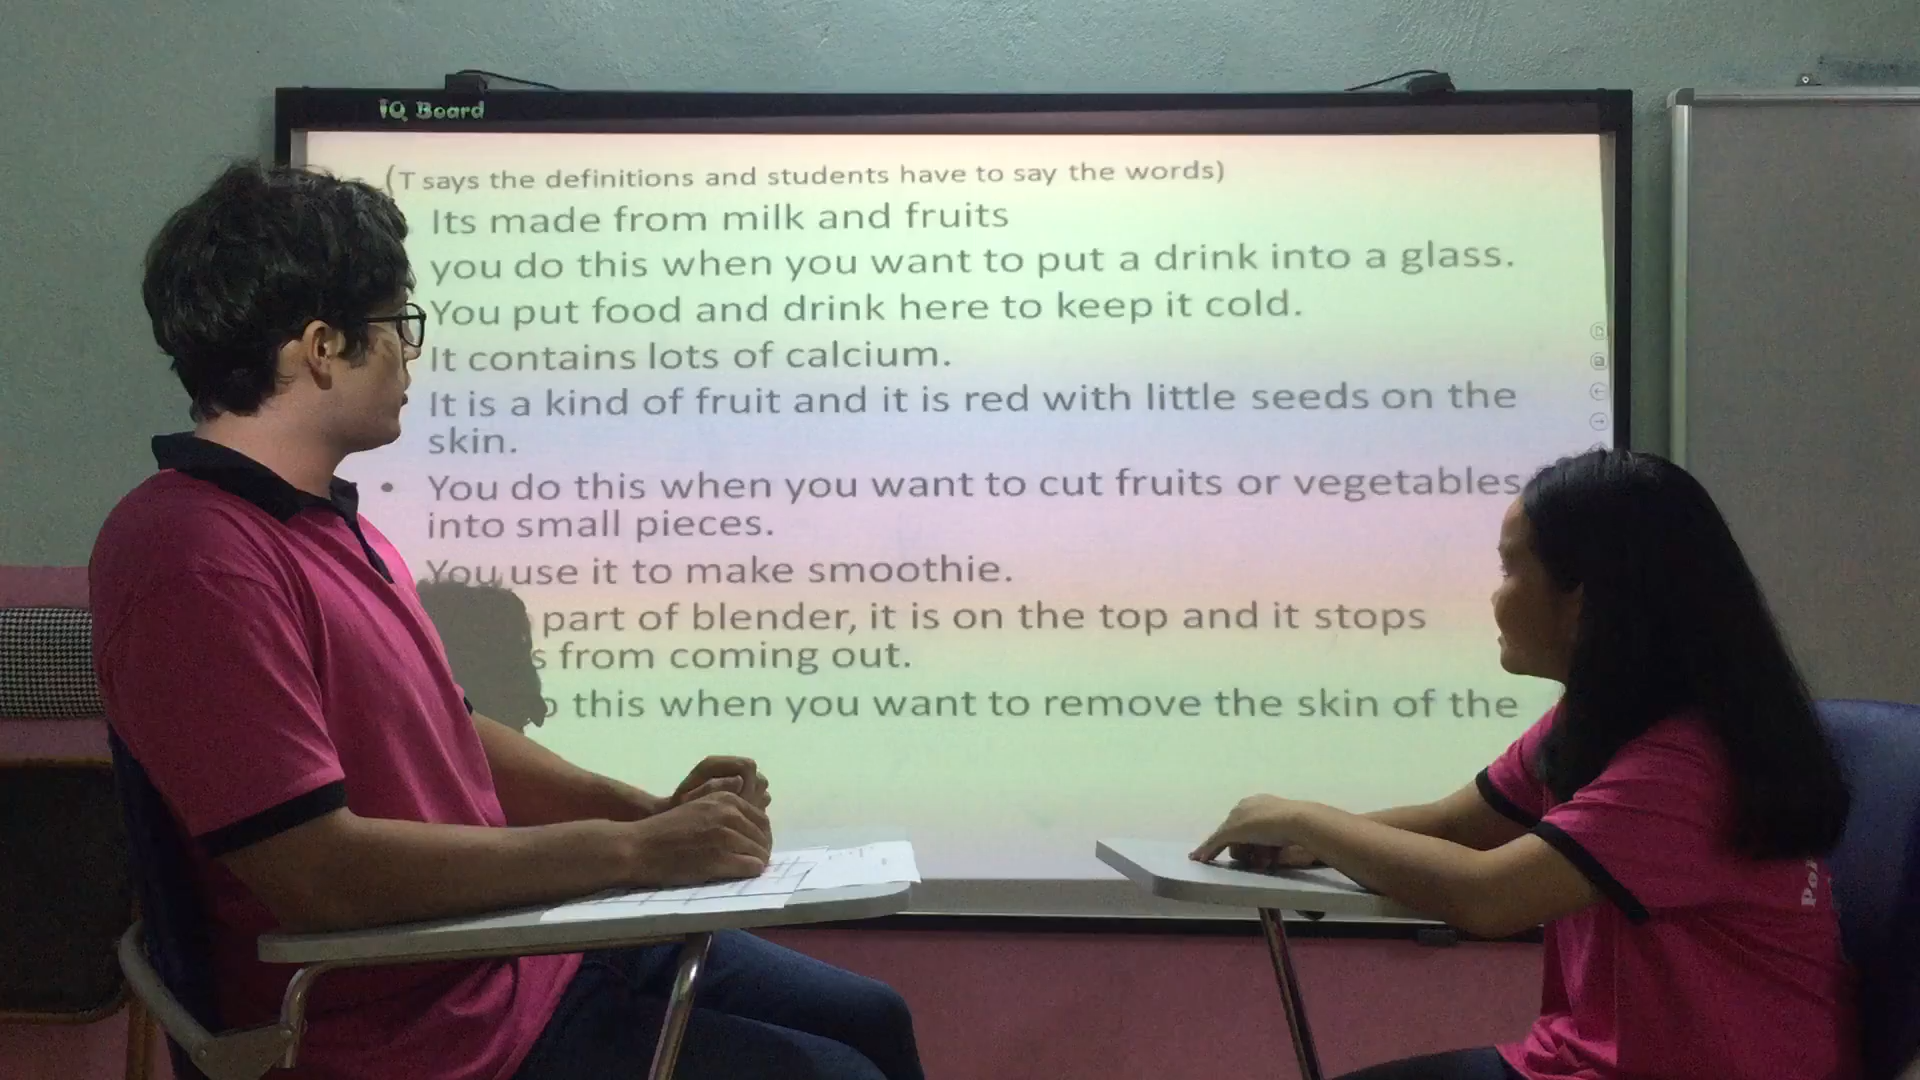 iQ Board
(T says the definitions and students have to say the words)
Its made from milk and fruits
you do this when you want to put a drink into a glass.
You put food and drink here to keep it cold.
It contains lots of calcium.
It is a kind of fruit and it is red with little seeds on the
skin.
• You do this when you want to cut fruits or vegetables
into small pieces.
You use it to make smoothie.
part of blender, it is on the top and it stops
from coming out.
this when you want to remove the skin of the